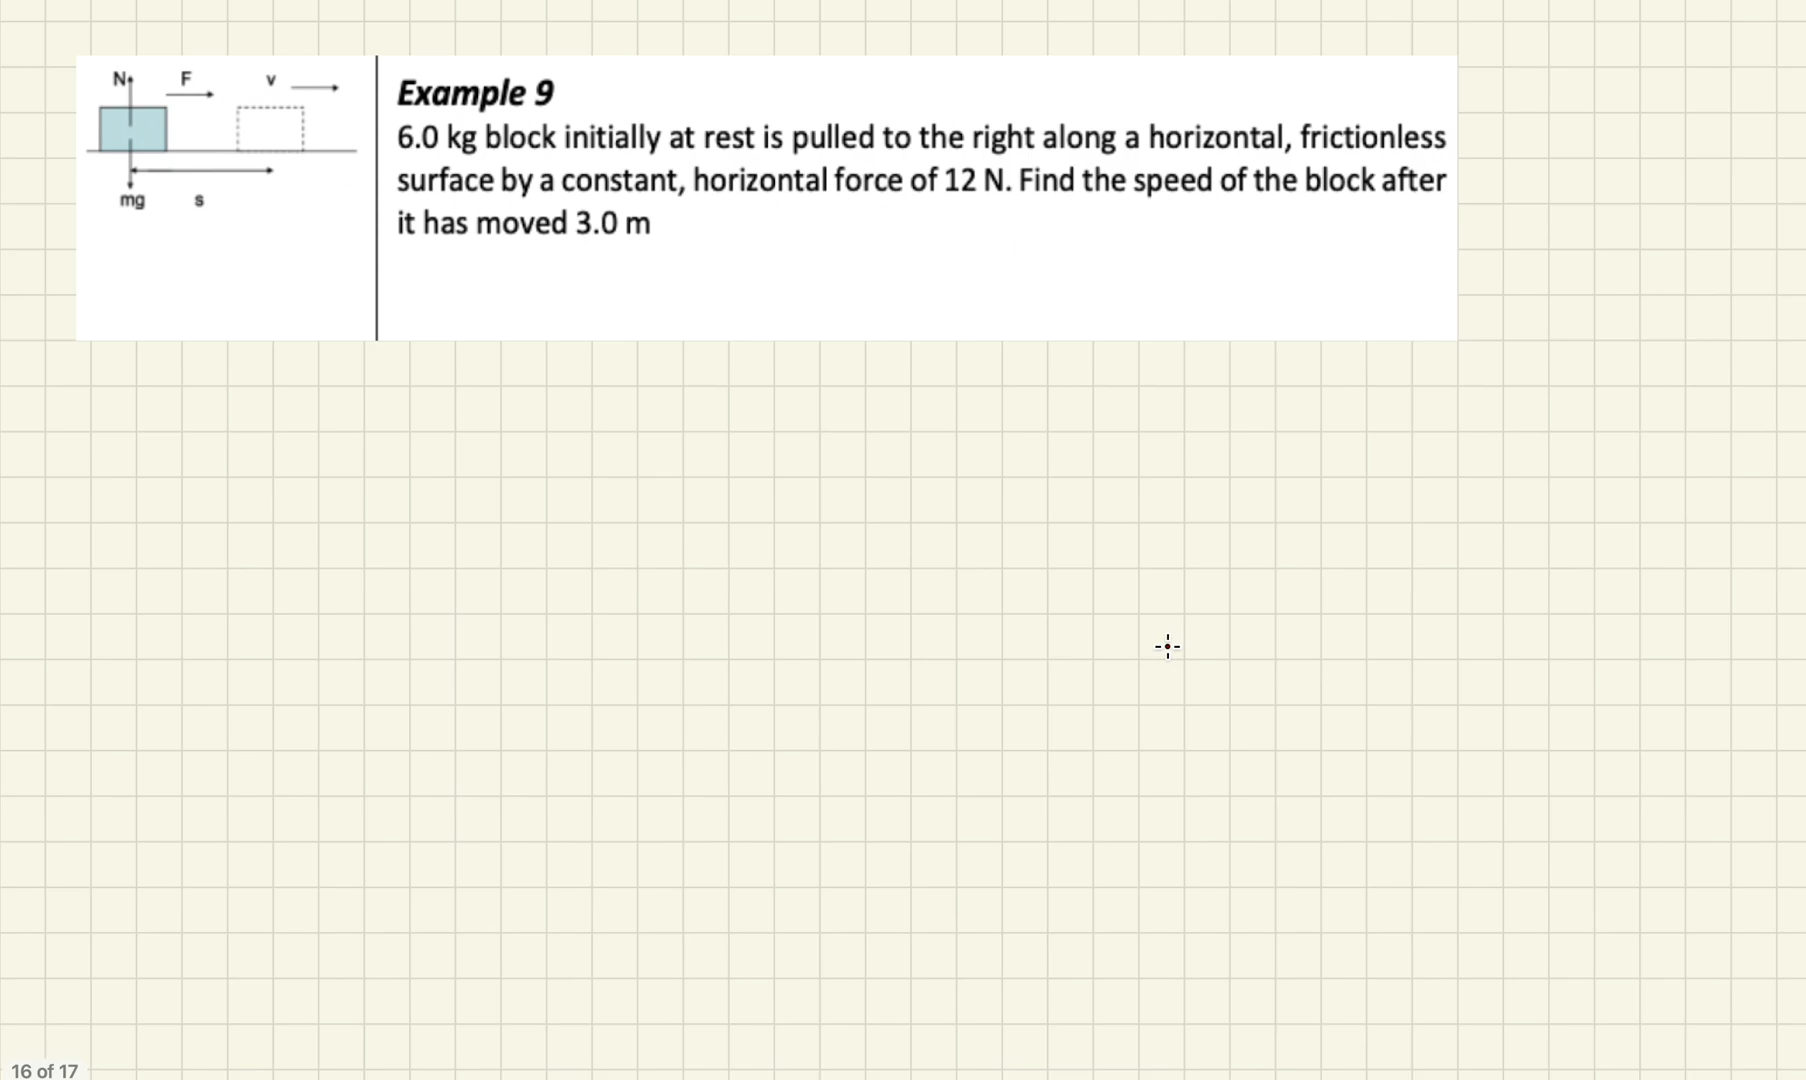 N F v
mg s
Example 9
6.0 kg block initially at rest is pulled to the right along a horizontal, frictionless
surface by a constant, horizontal force of 12 N. Find the speed of the block after
it has moved 3.0 m
16 of 17